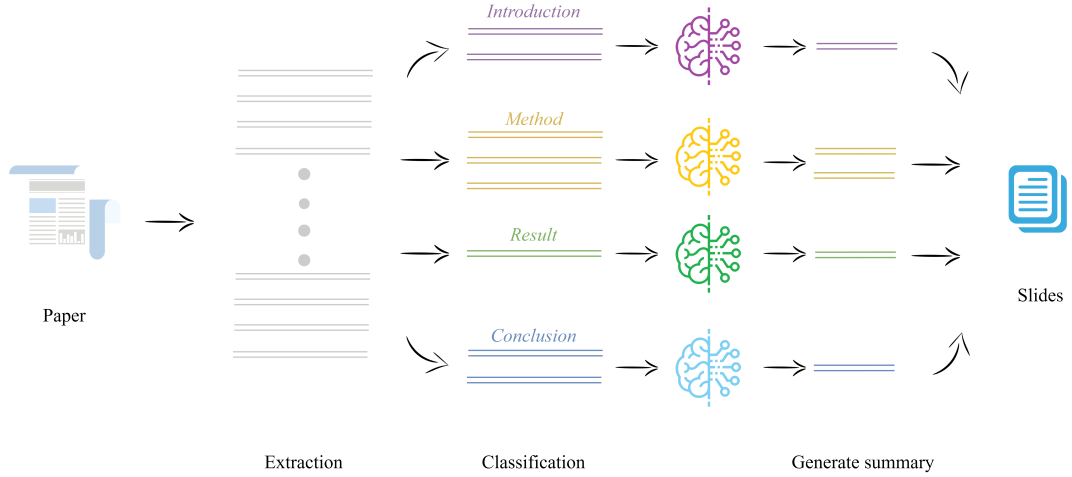 Introduction
Method
Result
Conclusion
Paper
Slides
Extraction
Classification
Generate summary